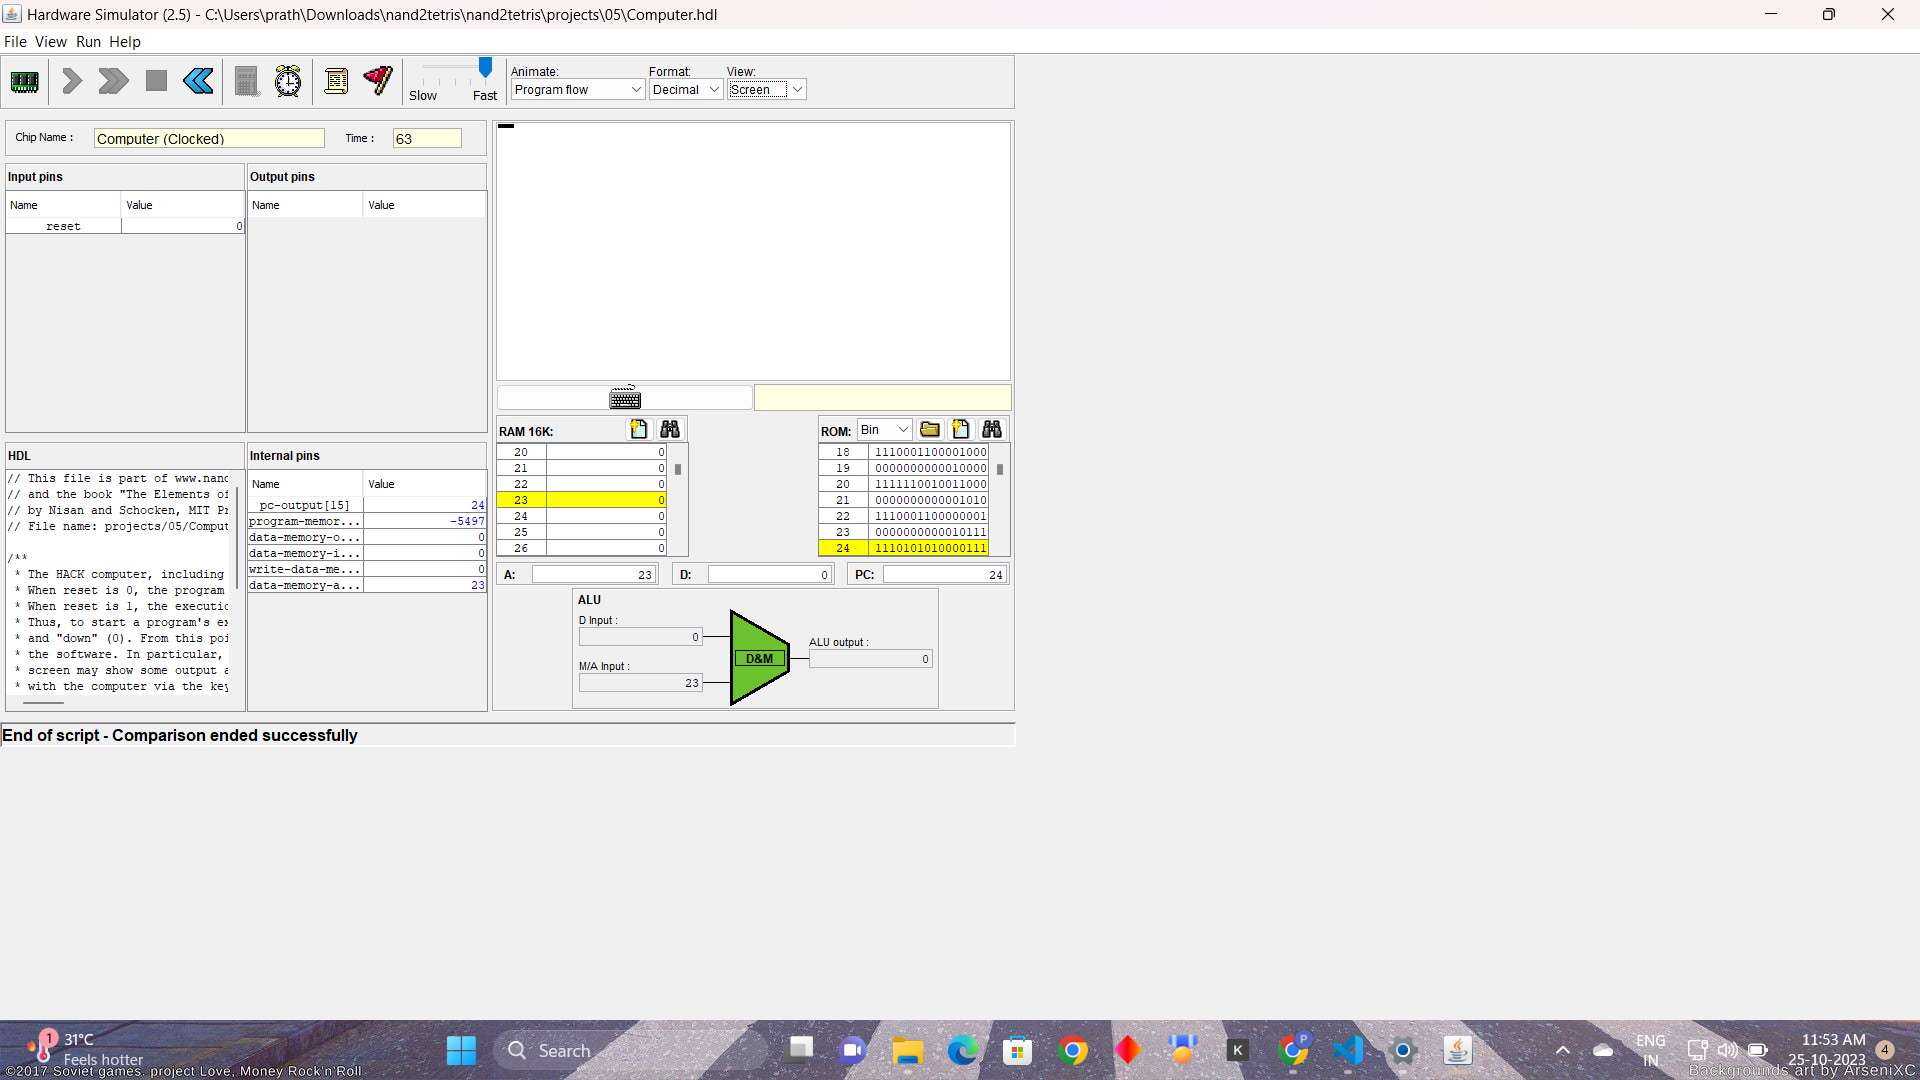 Hardware Simulator (2.5) - C:\Users\prath\Downloads\nand2tetris\nand2tetris\projects\05\Computer.hdl
File View Run Help
Slow Fast
Animate: Format: View:
Program flow Decimal Screen
Chip Name : Computer (Clocked) Time : 63
Input pins
Name Value
reset 0
Output pins
Name Value
HDL
// This file is part of www.nand
// and the book "The Elements of
// by Nisan and Schocken, MIT Pr
// File name: projects/05/Comput
/**
* The HACK computer, including
* When reset is 0, the program
* When reset is 1, the executio
* Thus, to start a program's ex
* and "down" (0). From this poi
* the software. In particular,
* screen may show some output a
* with the computer via the key
Internal pins
Name Value
pc-output[15] 24
program-memor... -5497
data-memory-o... 0
data-memory-i... 0
write-data-me... 0
data-memory-a... 23
RAM 16K:
20 0
21 0
22 0
23 0
24 0
25 0
26 0
ROM: Bin
18 1110001100001000
19 0000000000010000
20 1111110010011000
21 0000000000001010
22 1110001100000001
23 0000000000010111
24 1110101010000111
A: 23 D: 0 PC: 24
ALU
D Input :
0
M/A Input :
23
D&M
ALU output :
0
End of script - Comparison ended successfully
1
31°C
Feels hotter
©2017 Soviet games, project Love, Money Rock'n'Roll
Search
K
P
ENG
IN
11:53 AM
25-10-2023
4
Backgrounds art by ArseniXC